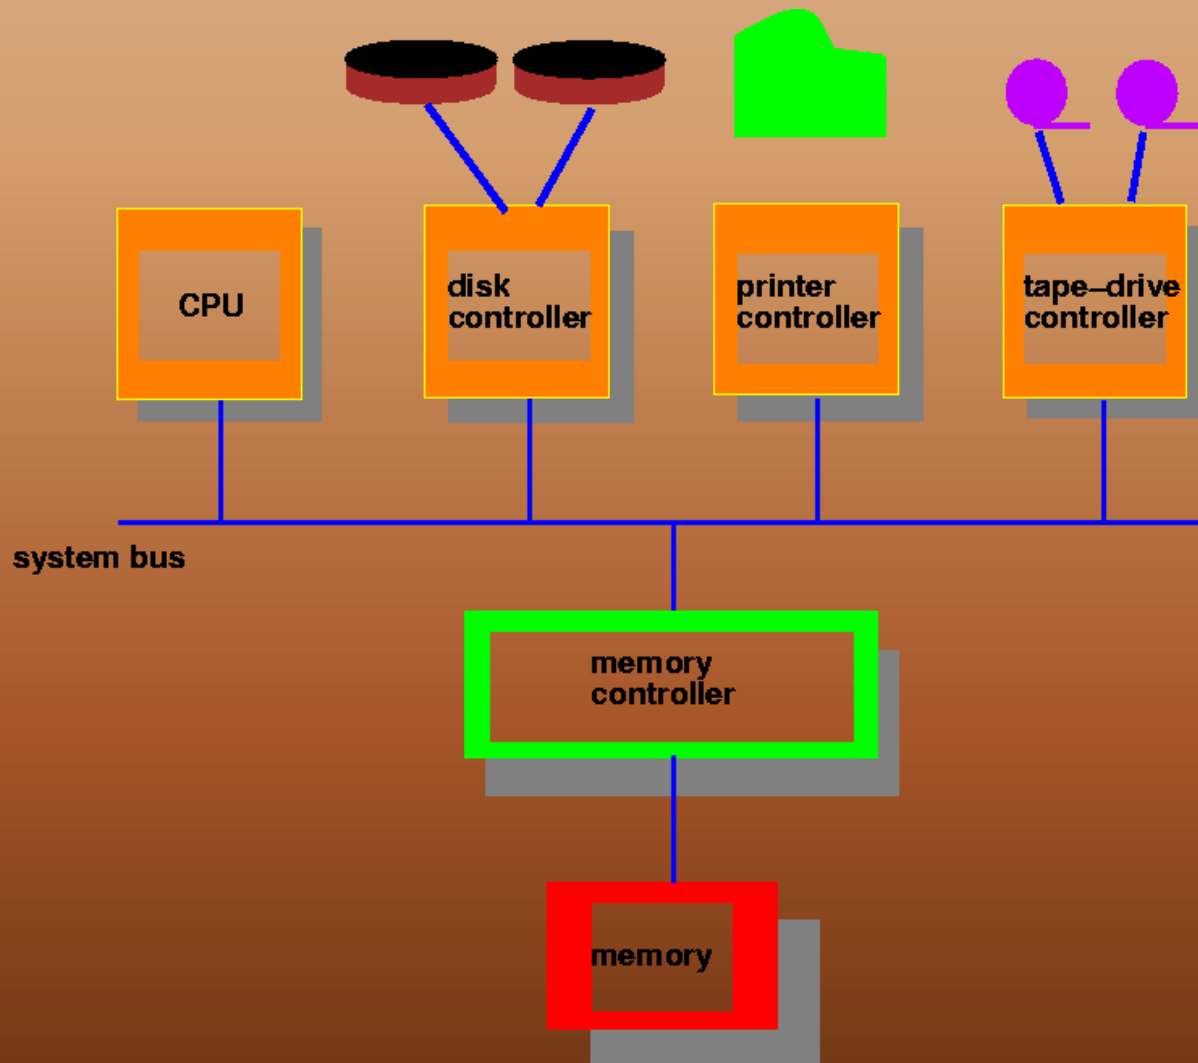 CPU
disk
controller
printer
controller
tape–drive
controller
system bus
memory
controller
memory